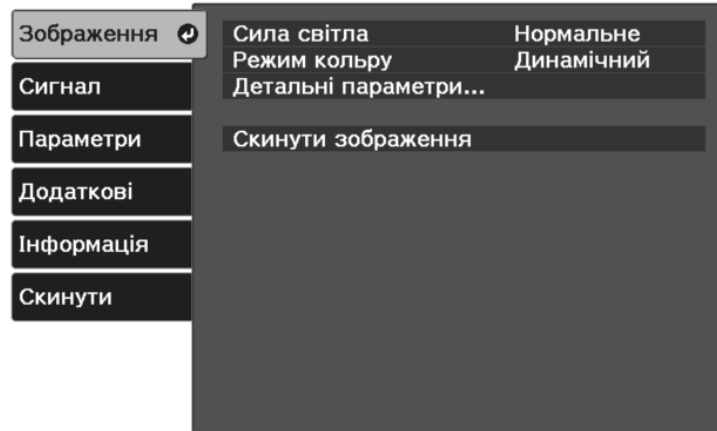 Зображення
Сигнал
Параметри
Додаткові
Інформація
Скинути
Сила світла Нормальне
Режим кольру Динамічний
Детальні параметри...
Скинути зображення